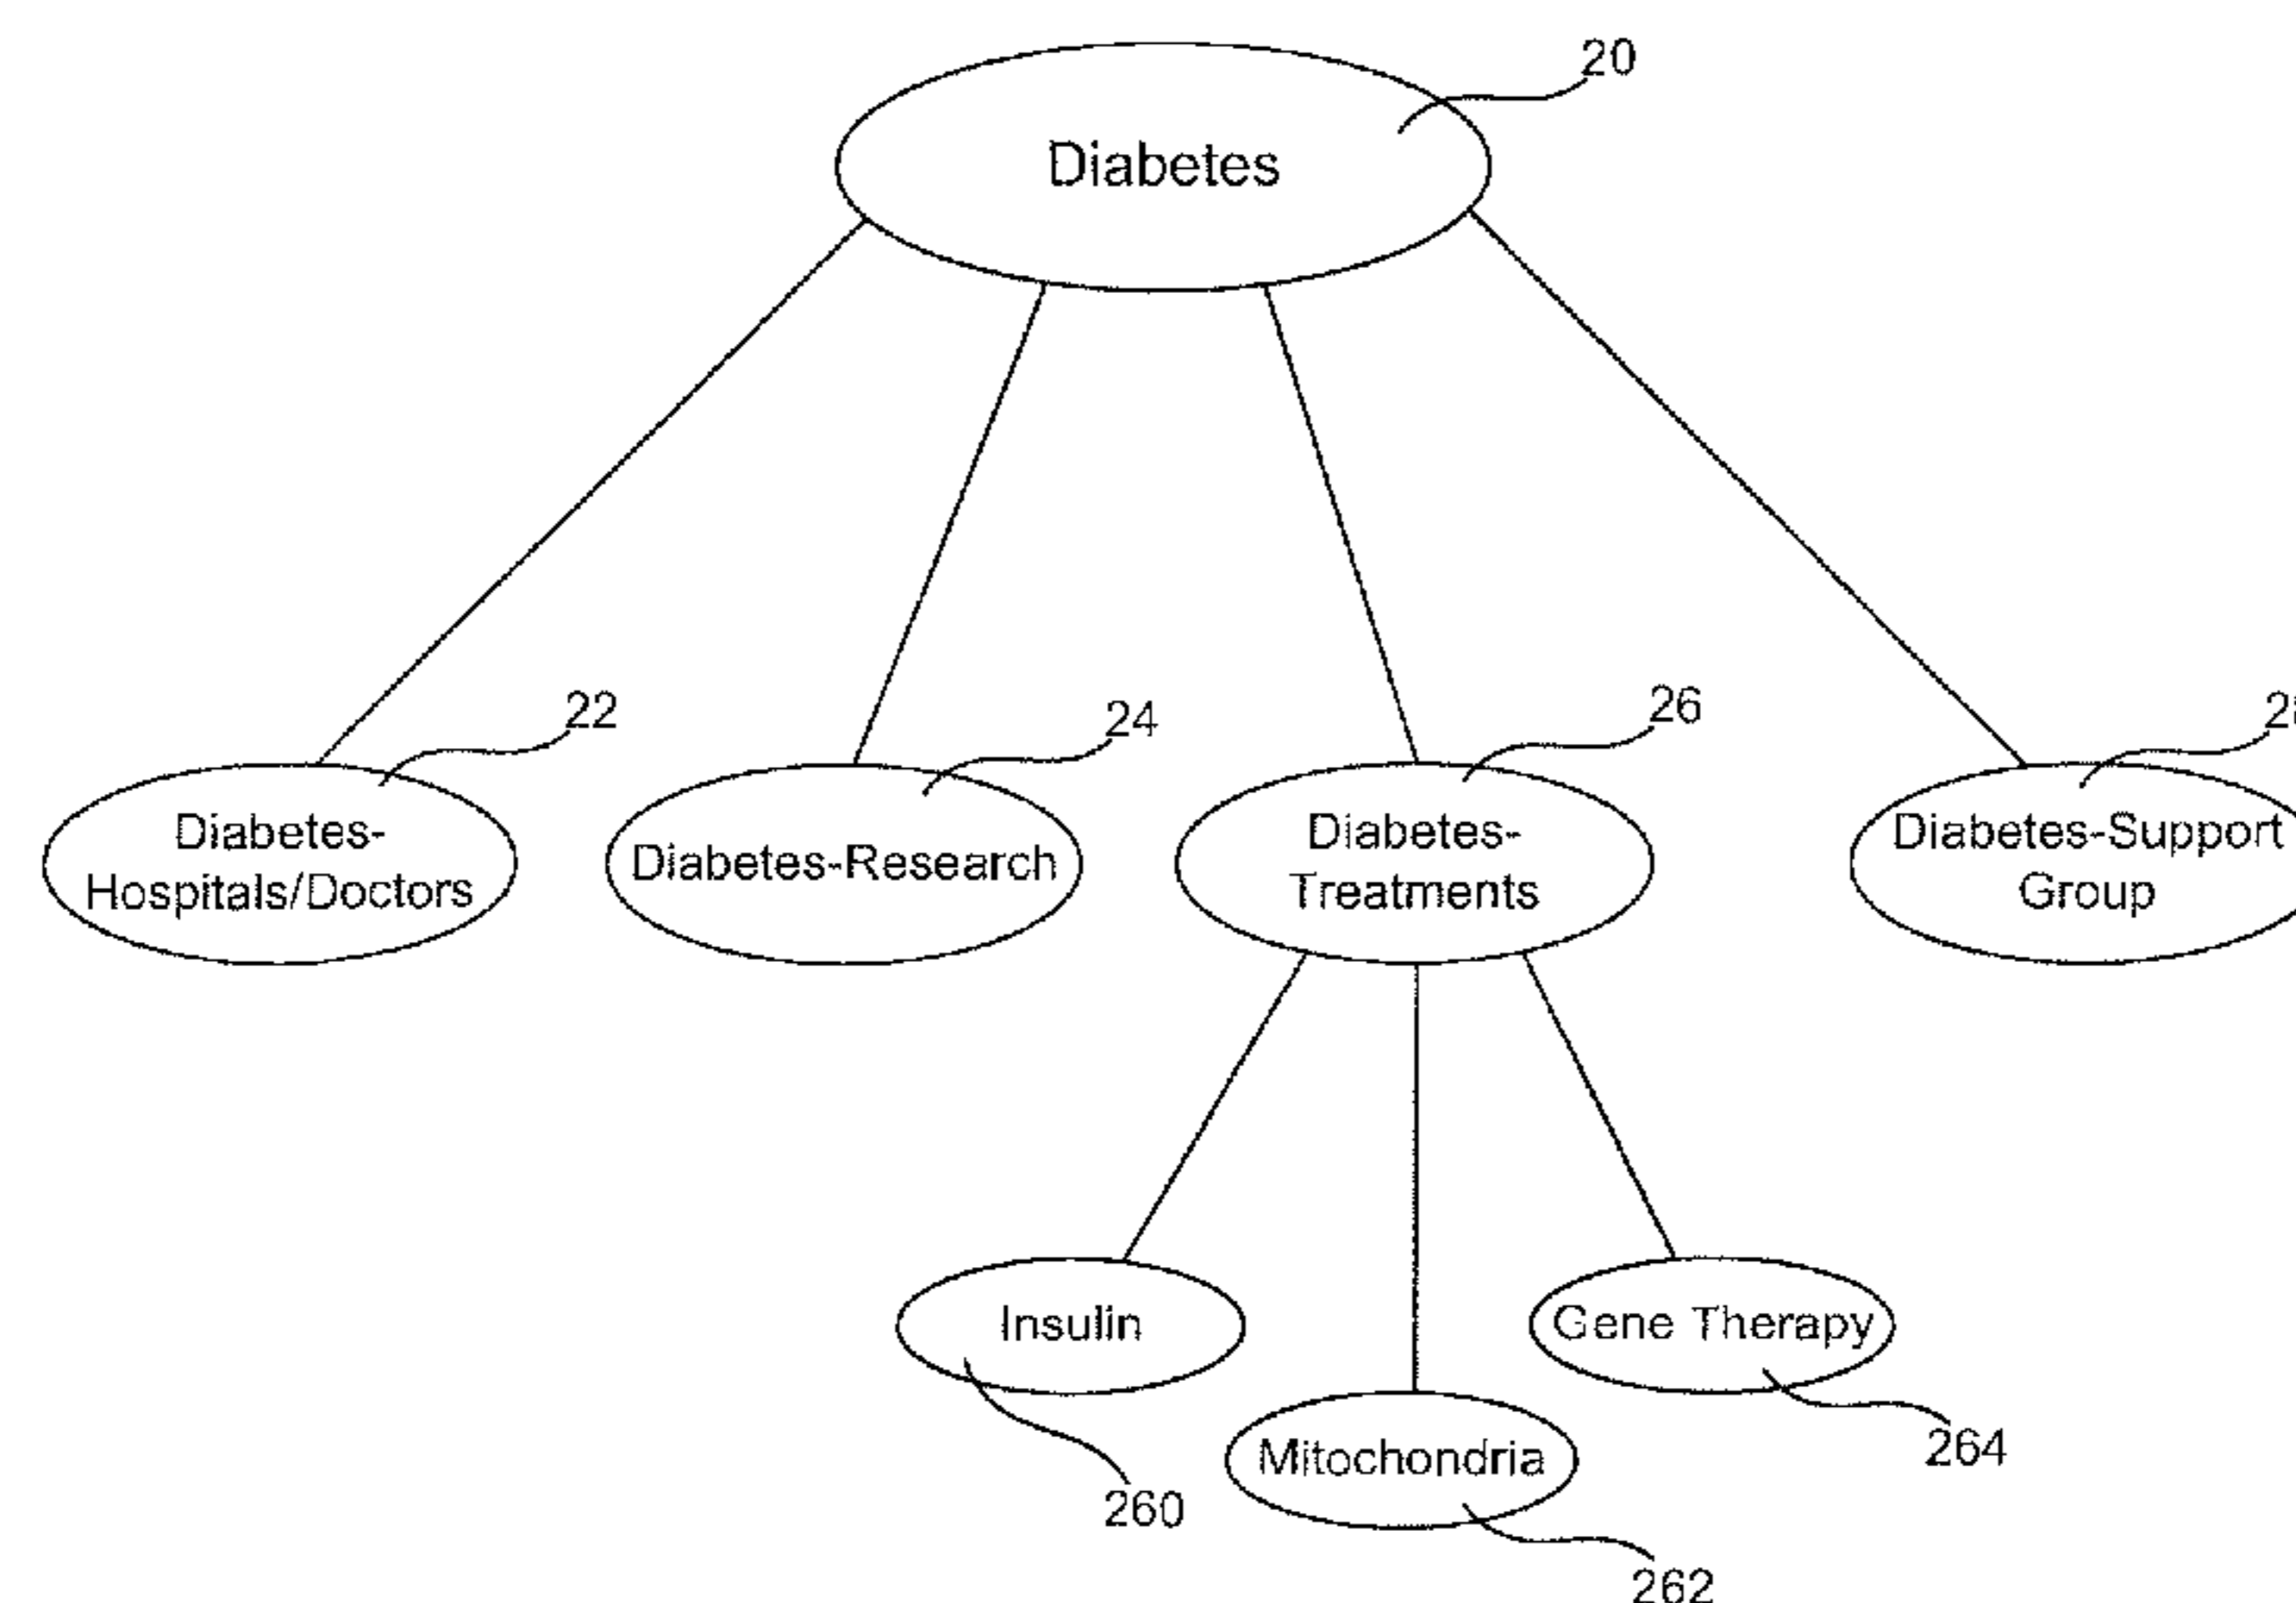 20
Diabetes
22
24
26
Diabetes-
Hospitals/Doctors
Diabetes-Research
Diabetes-
Treatments
Diabetes-Support
Group
Insulin
Gene Therapy
Mitochondria
264
260
262